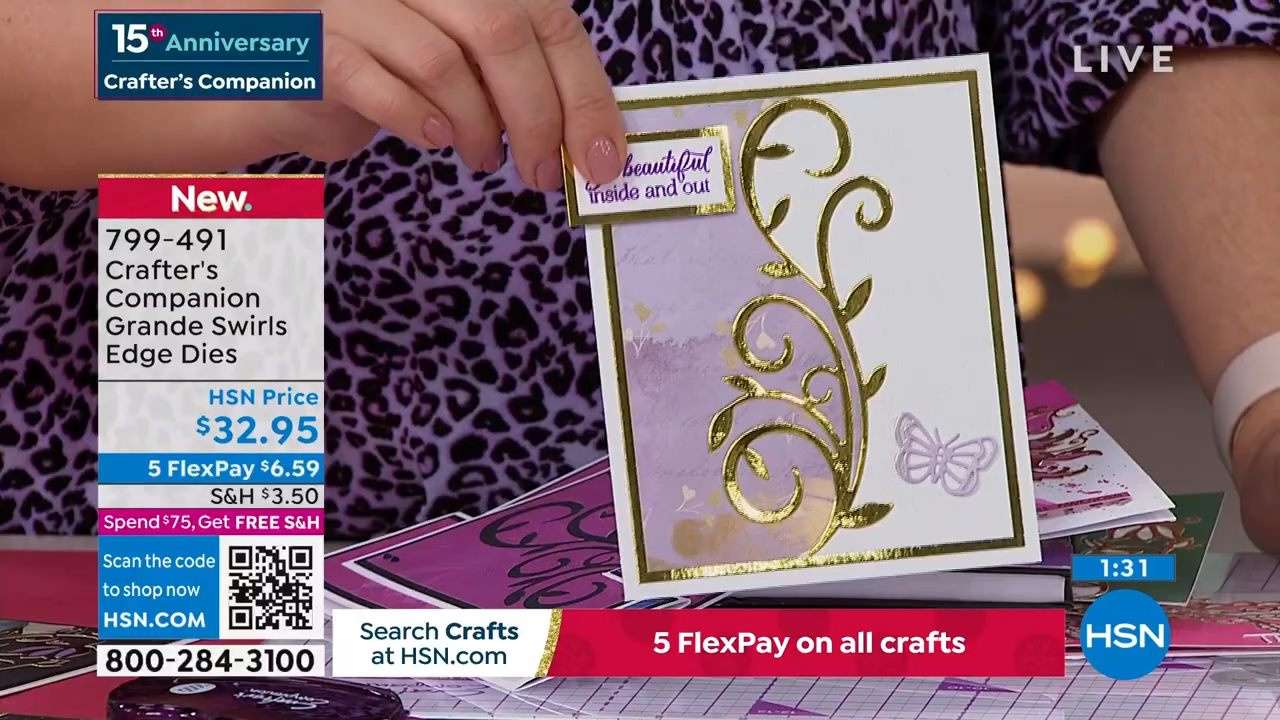 15th Anniversary
Crafter's Companion
LIVE
New.
799-491
Crafter's
Companion
Grande Swirls
Edge Dies
HSN Price
$32.95
5 FlexPay $6.59
S&H $3.50
Spend $75, Get FREE S&H
Scan the code
to shop now
HSN.COM
800-284-3100
beautiful
inside and out
1:31
Search Crafts
at HSN.com
5 FlexPay on all crafts
HSN
Crafter's
Companion